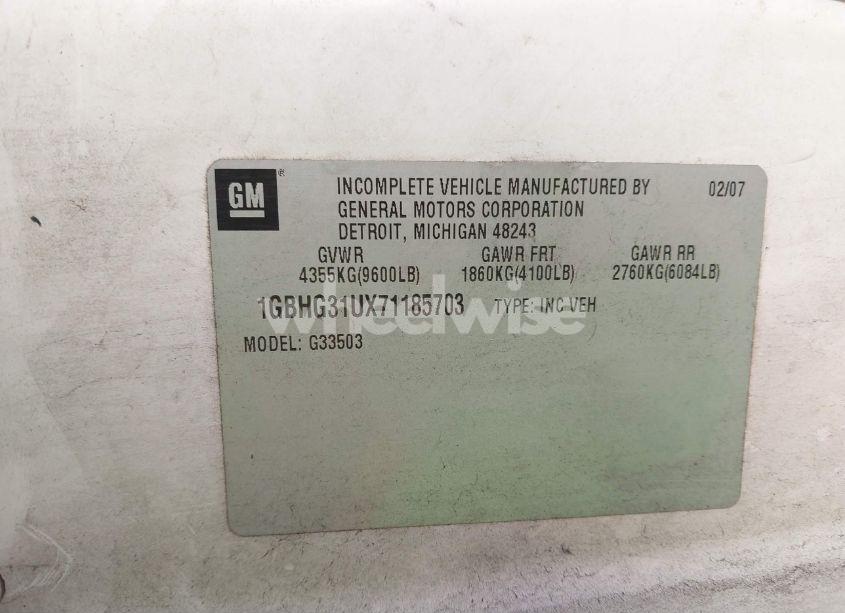 GM ®
INCOMPLETE VEHICLE MANUFACTURED BY 02/07
GENERAL MOTORS CORPORATION
DETROIT, MICHIGAN 48243
GVWR GAWR FRT GAWR RR
4355KG(9600LB) 1860KG(4100LB) 2760KG(6084LB)
1GBHG31UX71185703 TYPE: INC VEH
wheelwise
MODEL: G33503